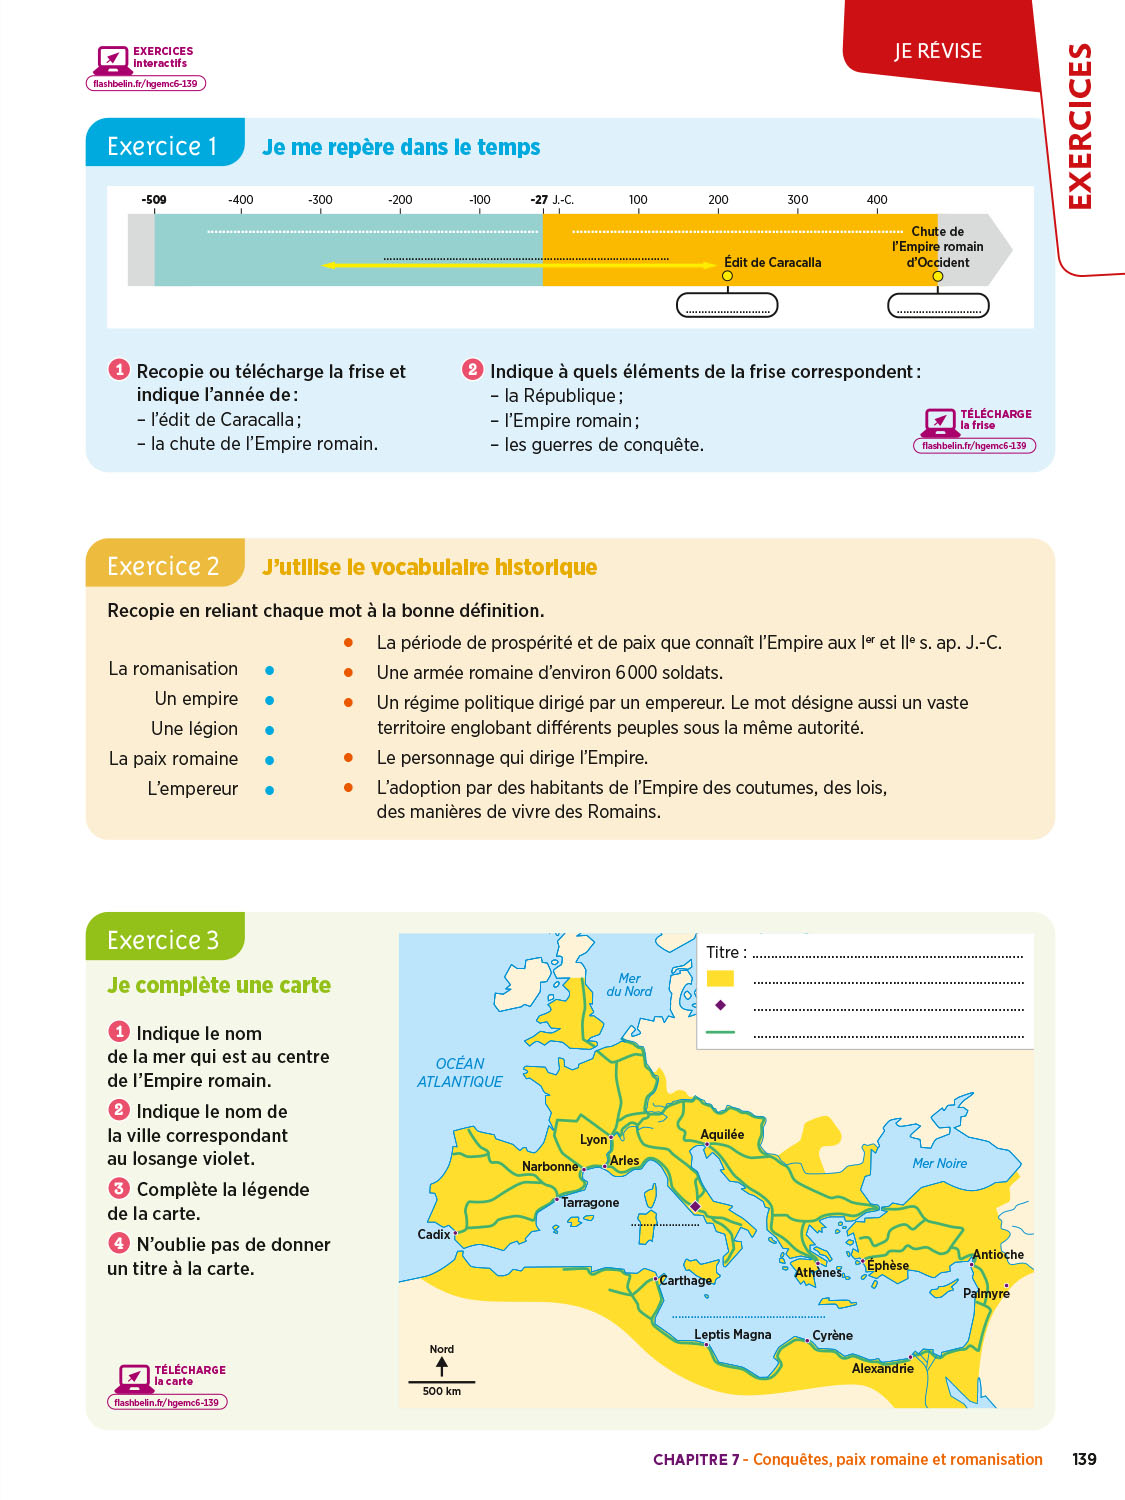 JE RÉVISE
EXERCICES
EXERCICES
interactifs
flashbelin.fr/hgemc6-139
Exercice 1
Je me repère dans le temps
-509 -400 -300 -200 -100 -27 J.-C. 100 200 300 400
Chute de
l'Empire romain
d'Occident
Édit de Caracalla
1 Recopie ou télécharge la frise et
indique l'année de :
– l'édit de Caracalla ;
– la chute de l'Empire romain.
2 Indique à quels éléments de la frise correspondent :
– la République ;
– l'Empire romain ;
– les guerres de conquête.
TÉLÉCHARGE
la frise
flashbelin.fr/hgemc6-139
Exercice 2
J'utilise le vocabulaire historique
Recopie en reliant chaque mot à la bonne définition.
La romanisation
Un empire
Une légion
La paix romaine
L'empereur
La période de prospérité et de paix que connaît l'Empire aux Ier et IIe s. ap. J.-C.
Une armée romaine d'environ 6 000 soldats.
Un régime politique dirigé par un empereur. Le mot désigne aussi un vaste
territoire englobant différents peuples sous la même autorité.
Le personnage qui dirige l'Empire.
L'adoption par des habitants de l'Empire des coutumes, des lois,
des manières de vivre des Romains.
Exercice 3
Je complète une carte
1 Indique le nom
de la mer qui est au centre
de l'Empire romain.
2 Indique le nom de
la ville correspondant
au losange violet.
3 Complète la légende
de la carte.
4 N'oublie pas de donner
un titre à la carte.
TÉLÉCHARGE
la carte
flashbelin.fr/hgemc6-139
Titre :
Mer
du Nord
OCÉAN
ATLANTIQUE
Lyon
Aquilée
Mer Noire
Narbonne
Arles
Tarragone
Cadix
Antioche
Athènes
Éphèse
Carthage
Palmyre
Leptis Magna
Cyrène
Alexandrie
Nord
500 km
CHAPITRE 7 - Conquêtes, paix romaine et romanisation 139